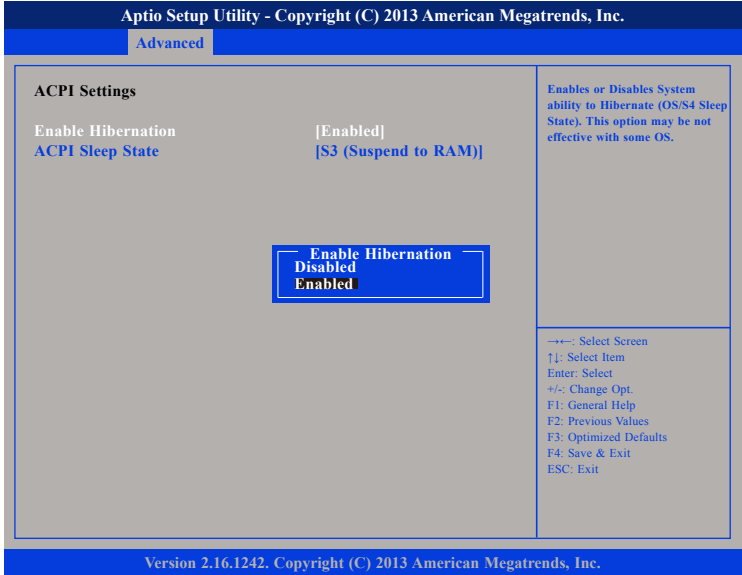 Aptio Setup Utility - Copyright (C) 2013 American Megatrends, Inc.
Advanced
ACPI Settings
Enable Hibernation [Enabled]
ACPI Sleep State [S3 (Suspend to RAM)]
Enable Hibernation
Disabled
Enabled
Enables or Disables System
ability to Hibernate (OS/S4 Sleep
State). This option may be not
effective with some OS.
→←: Select Screen
↑↓: Select Item
Enter: Select
+/-: Change Opt.
F1: General Help
F2: Previous Values
F3: Optimized Defaults
F4: Save & Exit
ESC: Exit
Version 2.16.1242. Copyright (C) 2013 American Megatrends, Inc.